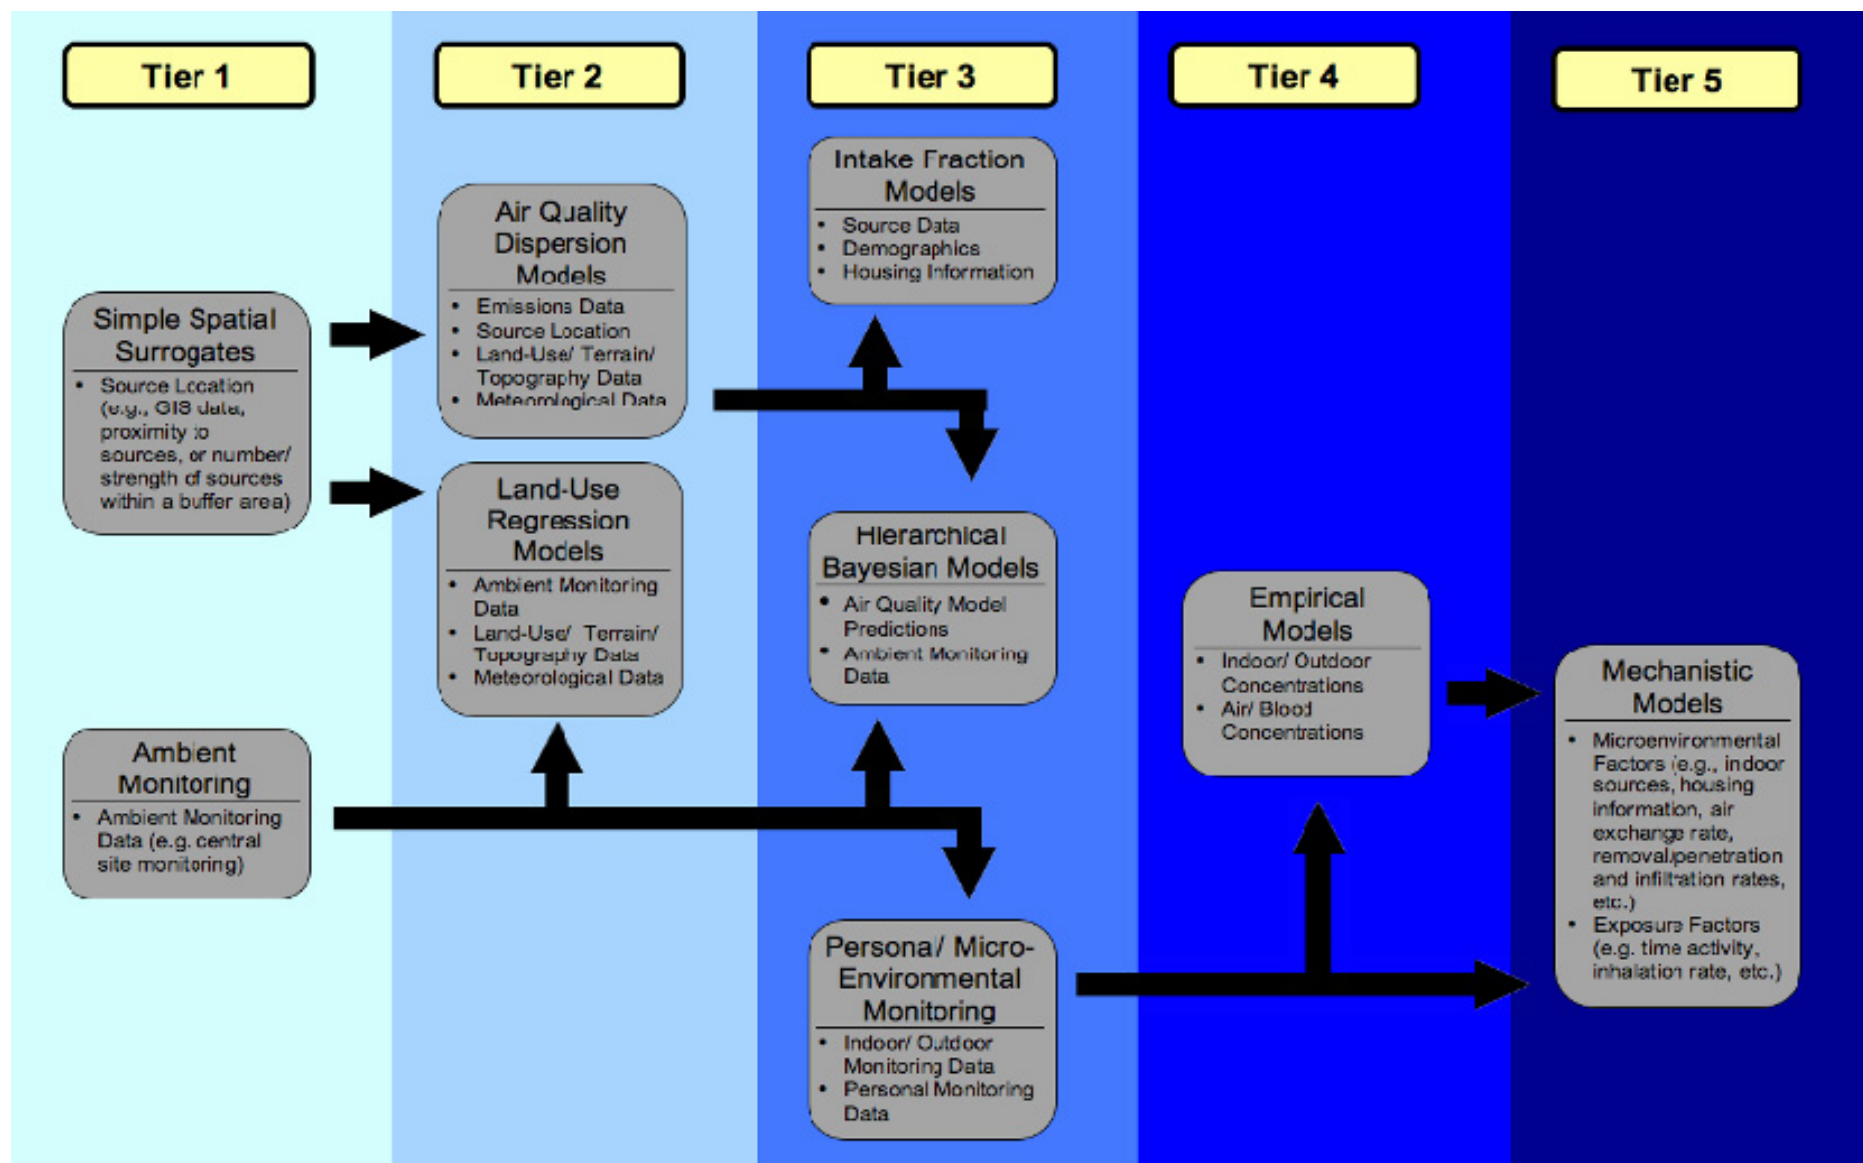 Tier 1
Tier 2
Tier 3
Tier 4
Tier 5
Simple Spatial
Surrogates
• Source Location
(e.g., GIS data,
proximity to
sources, or number/
strength of sources
within a buffer area)
Ambient
Monitoring
• Ambient Monitoring
Data (e.g. central
site monitoring)
Air Quality
Dispersion
Models
• Emissions Data
• Source Location
• Land-Use/ Terrain/
Topography Data
• Meteorological Data
Land-Use
Regression
Models
• Ambient Monitoring
Data
• Land-Use/ Terrain/
Topography Data
• Meteorological Data
Intake Fraction
Models
• Source Data
• Demographics
• Housing Information
Hierarchical
Bayesian Models
• Air Quality Model
Predictions
• Ambient Monitoring
Data
Personal/ Micro-
Environmental
Monitoring
• Indoor/ Outdoor
Monitoring Data
• Personal Monitoring
Data
Empirical
Models
• Indoor/ Outdoor
Concentrations
• Air/ Blood
Concentrations
Mechanistic
Models
• Microenvironmental
Factors (e.g., indoor
sources, housing
information, air
exchange rate,
removal/penetration
and infiltration rates,
etc.)
• Exposure Factors
(e.g. time activity,
inhalation rate, etc.)